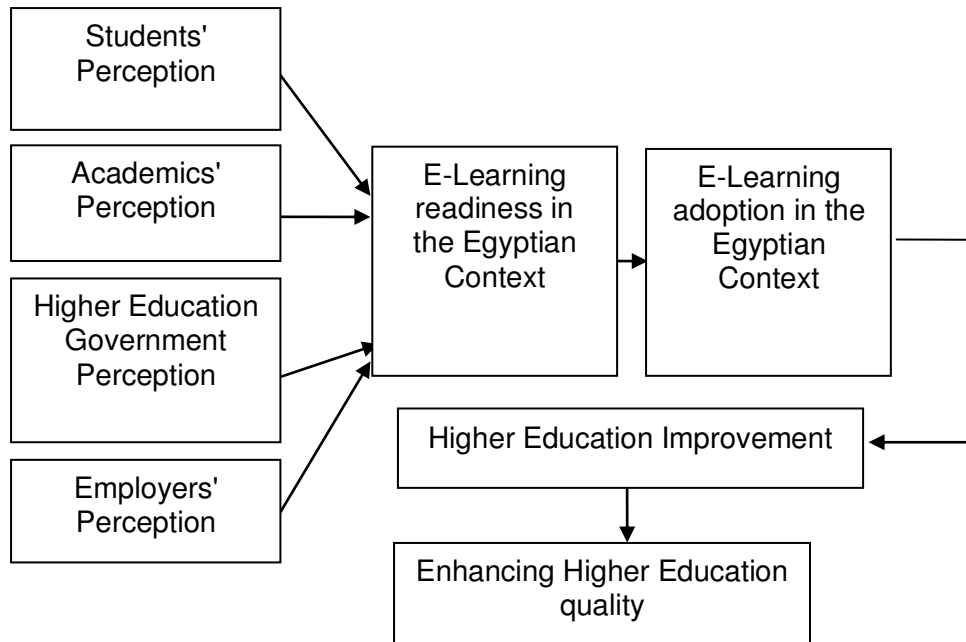 Students'
Perception
Academics'
Perception
Higher Education
Government
Perception
Employers'
Perception
E-Learning
readiness in
the Egyptian
Context
E-Learning
adoption in the
Egyptian
Context
Higher Education Improvement
Enhancing Higher Education
quality